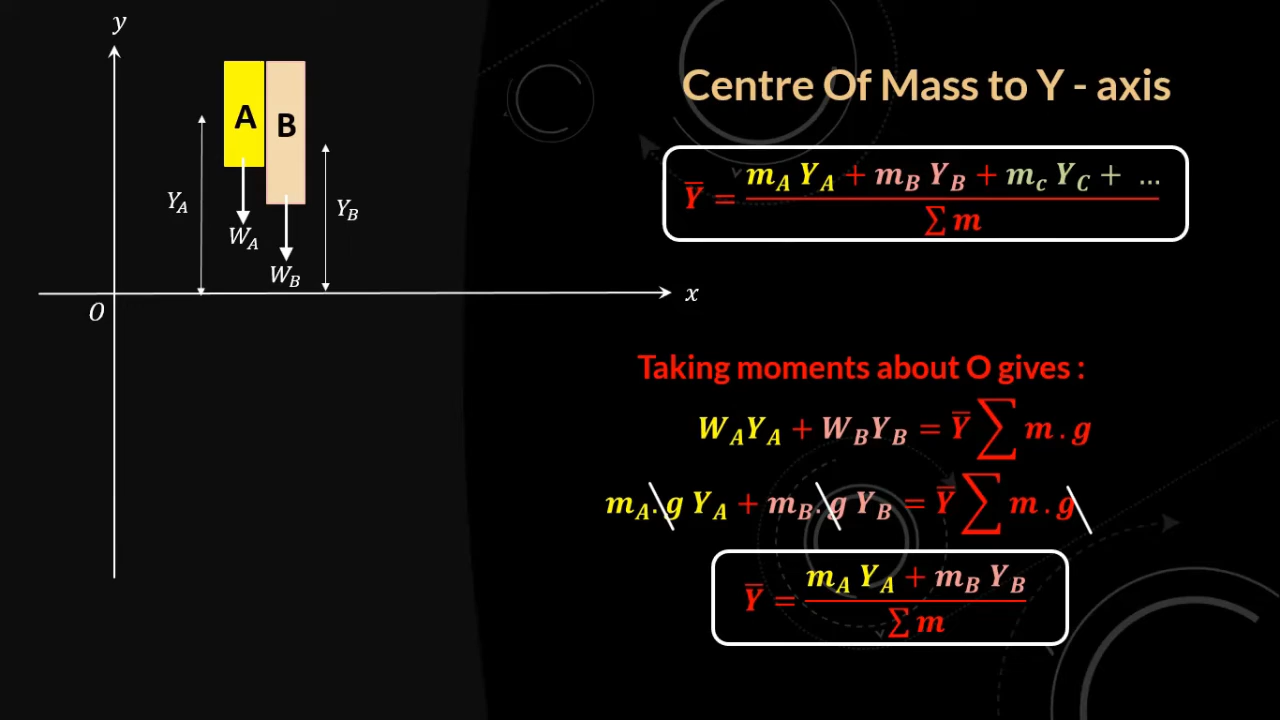 y
A
B
Y_A
Y_B
W_A
W_B
x
O
Centre Of Mass to Y - axis
Ȳ = (m_A Y_A + m_B Y_B + m_c Y_C + ...) / ∑ m
Taking moments about O gives :
W_A Y_A + W_B Y_B = Ȳ ∑ m . g
m_A . g Y_A + m_B . g Y_B = Ȳ ∑ m . g
Ȳ = (m_A Y_A + m_B Y_B) / ∑ m